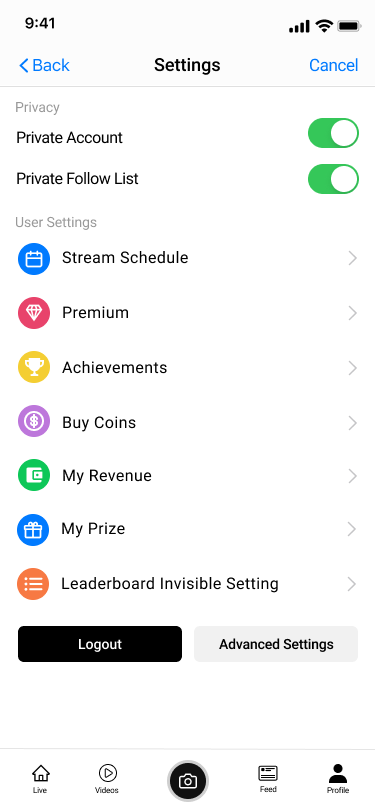 9:41
Back Settings Cancel
Privacy
Private Account
Private Follow List
User Settings
Stream Schedule
Premium
Achievements
Buy Coins
My Revenue
My Prize
Leaderboard Invisible Setting
Logout Advanced Settings
Live Videos Feed Profile